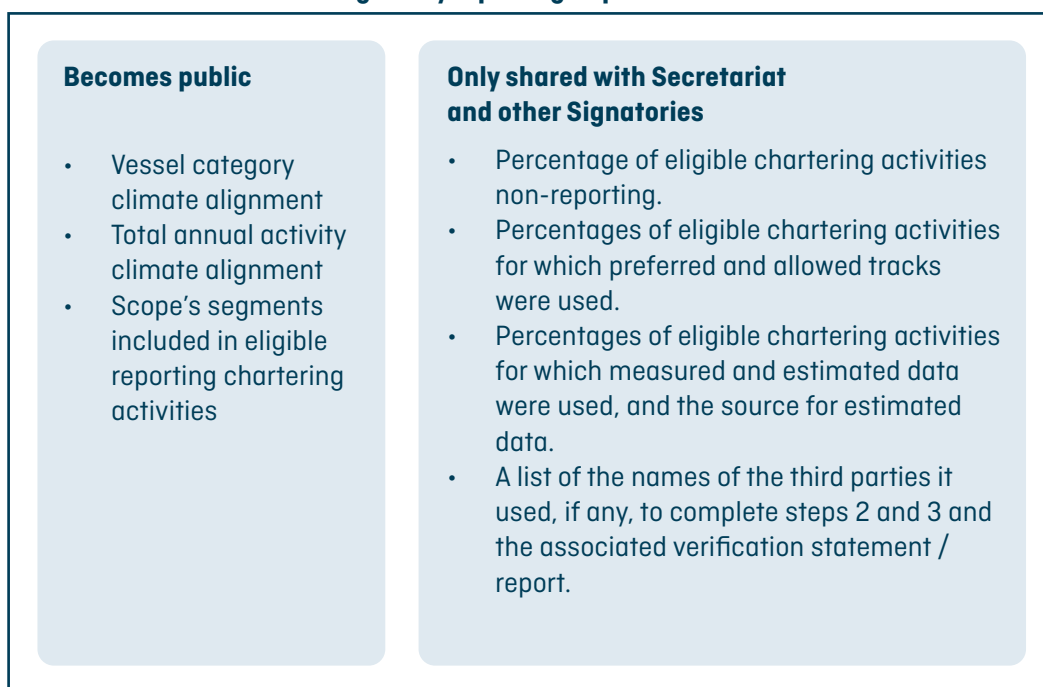 Becomes public
• Vessel category
climate alignment
• Total annual activity
climate alignment
• Scope's segments
included in eligible
reporting chartering
activities
Only shared with Secretariat
and other Signatories
• Percentage of eligible chartering activities
non-reporting.
• Percentages of eligible chartering activities
for which preferred and allowed tracks
were used.
• Percentages of eligible chartering activities
for which measured and estimated data
were used, and the source for estimated
data.
• A list of the names of the third parties it
used, if any, to complete steps 2 and 3 and
the associated verification statement /
report.